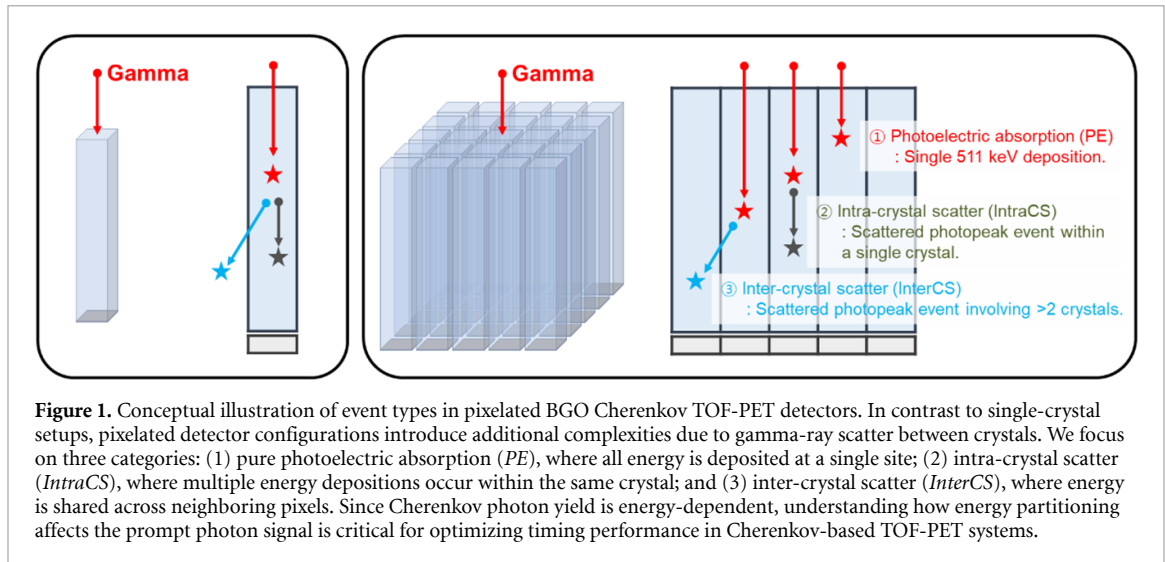 Gamma
Gamma
① Photoelectric absorption (PE)
: Single 511 keV deposition.
② Intra-crystal scatter (IntraCS)
: Scattered photopeak event within
a single crystal.
③ Inter-crystal scatter (InterCS)
: Scattered photopeak event involving >2 crystals.
Figure 1. Conceptual illustration of event types in pixelated BGO Cherenkov TOF-PET detectors. In contrast to single-crystal
setups, pixelated detector configurations introduce additional complexities due to gamma-ray scatter between crystals. We focus
on three categories: (1) pure photoelectric absorption (PE), where all energy is deposited at a single site; (2) intra-crystal scatter
(IntraCS), where multiple energy depositions occur within the same crystal; and (3) inter-crystal scatter (InterCS), where energy
is shared across neighboring pixels. Since Cherenkov photon yield is energy-dependent, understanding how energy partitioning
affects the prompt photon signal is critical for optimizing timing performance in Cherenkov-based TOF-PET systems.